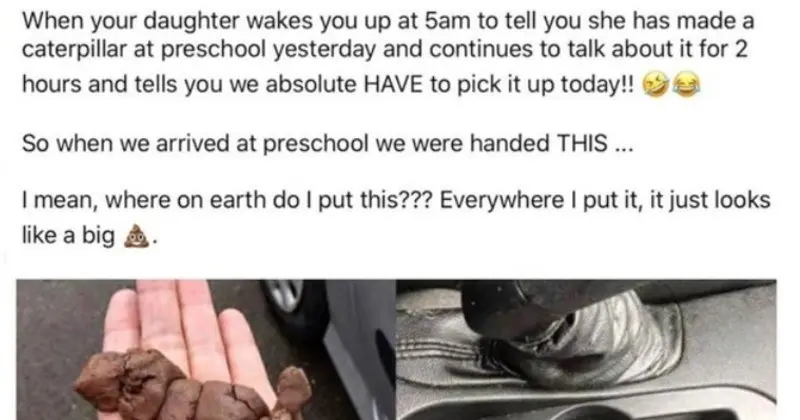 When your daughter wakes you up at 5am to tell you she has made a
caterpillar at preschool yesterday and continues to talk about it for 2
hours and tells you we absolute HAVE to pick it up today!! 🤣😂
So when we arrived at preschool we were handed THIS ...
I mean, where on earth do I put this??? Everywhere I put it, it just looks
like a big 💩.